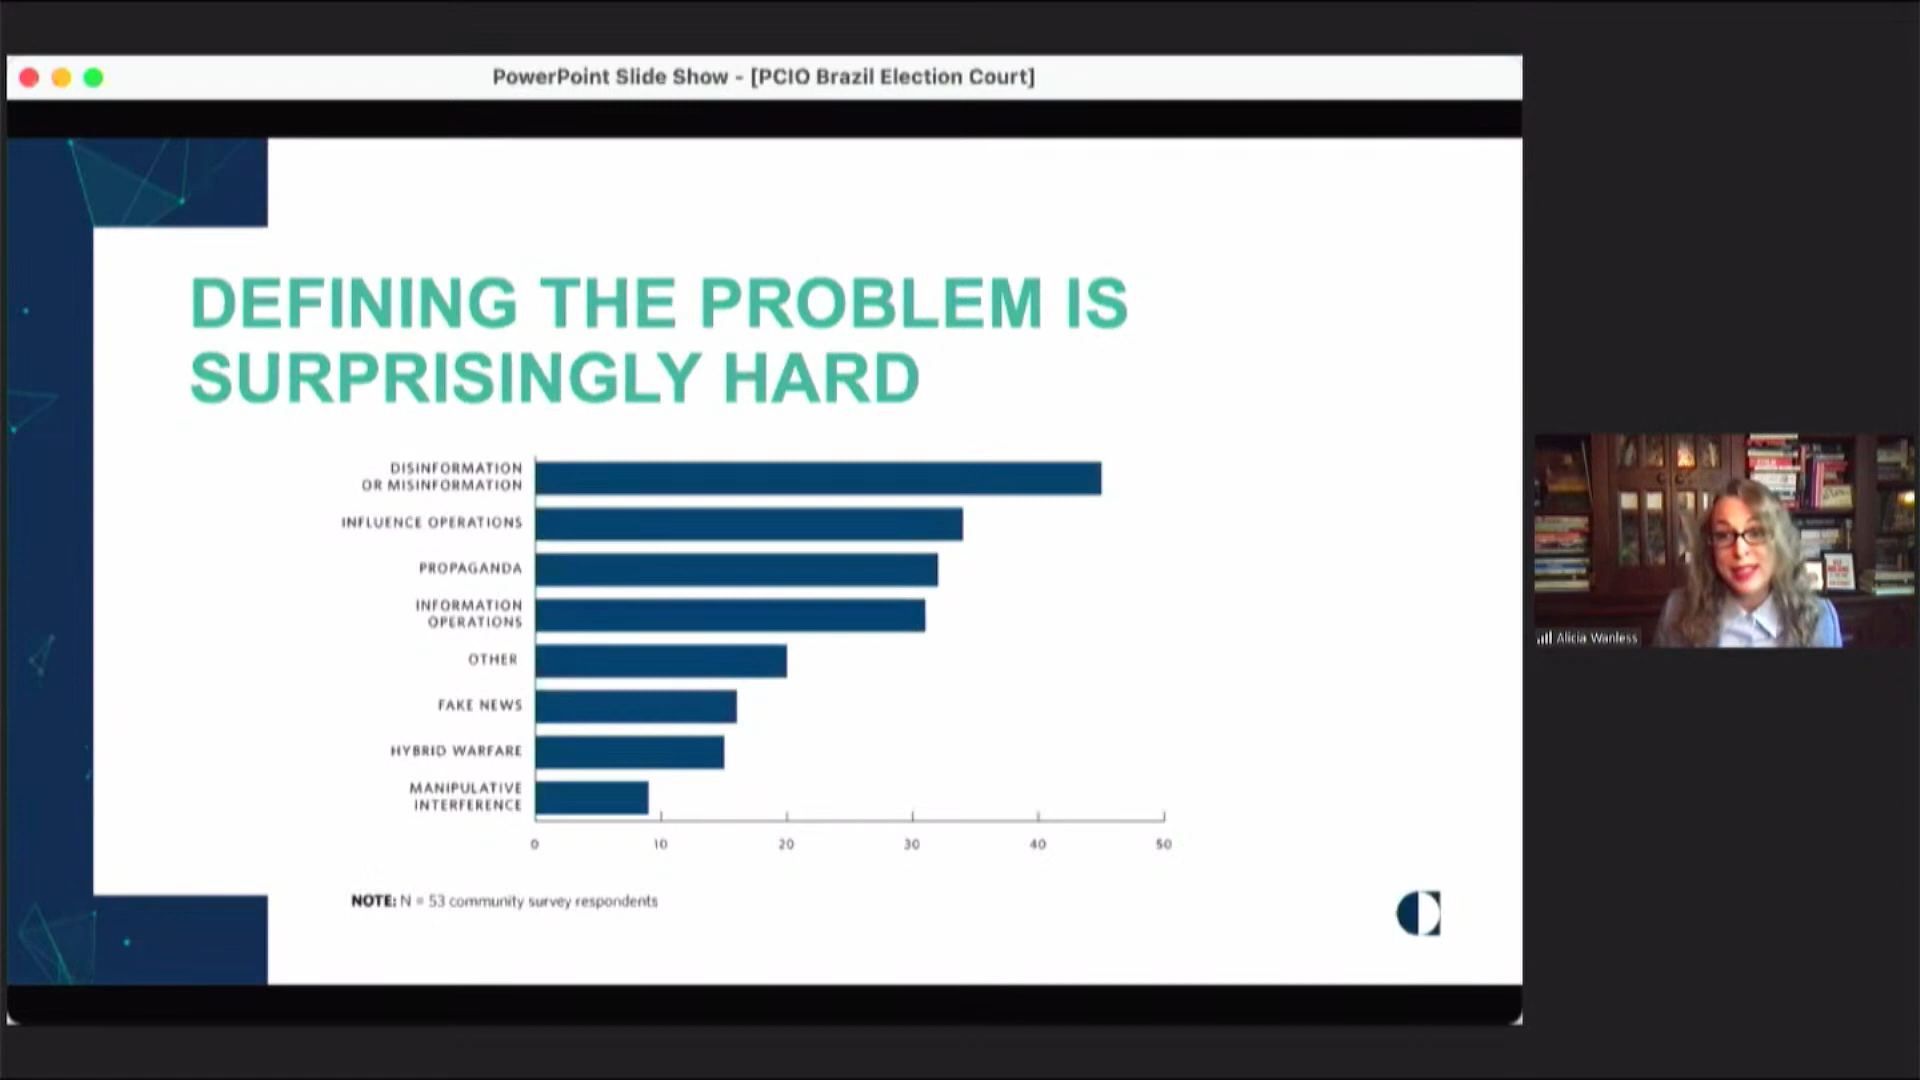 PowerPoint Slide Show - [PCIO Brazil Election Court]
DEFINING THE PROBLEM IS
SURPRISINGLY HARD
DISINFORMATION
OR MISINFORMATION
INFLUENCE OPERATIONS
PROPAGANDA
INFORMATION
OPERATIONS
OTHER
FAKE NEWS
HYBRID WARFARE
MANIPULATIVE
INTERFERENCE
0 10 20 30 40 50
NOTE: N = 53 community survey respondents
Alicia Wanless